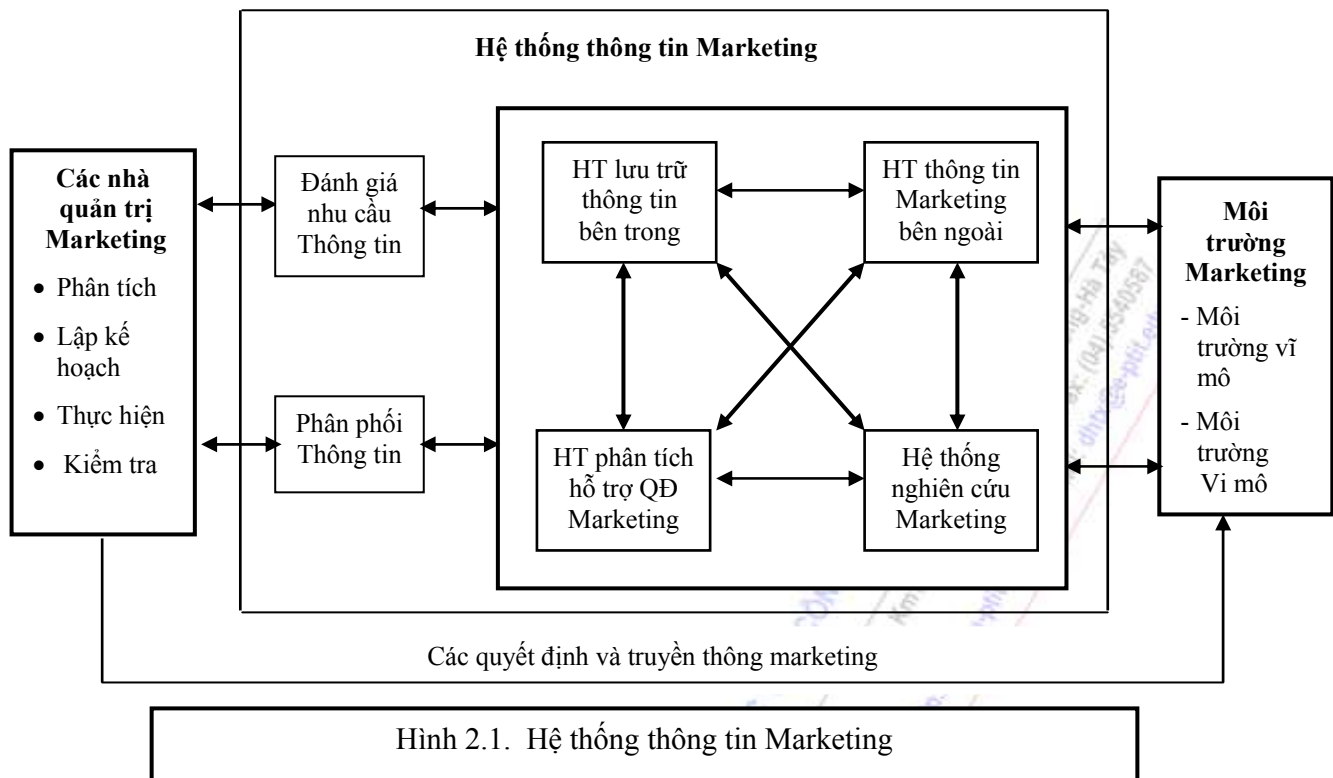 Hệ thống thông tin Marketing
Các nhà
quản trị
Marketing
• Phân tích
• Lập kế
hoạch
• Thực hiện
• Kiểm tra
Đánh giá
nhu cầu
Thông tin
Phân phối
Thông tin
HT lưu trữ
thông tin
bên trong
HT thông tin
Marketing
bên ngoài
HT phân tích
hỗ trợ QĐ
Marketing
Hệ thống
nghiên cứu
Marketing
Môi
trường
Marketing
- Môi
trường vĩ
mô
- Môi
trường
Vi mô
Các quyết định và truyền thông marketing
Hình 2.1. Hệ thống thông tin Marketing